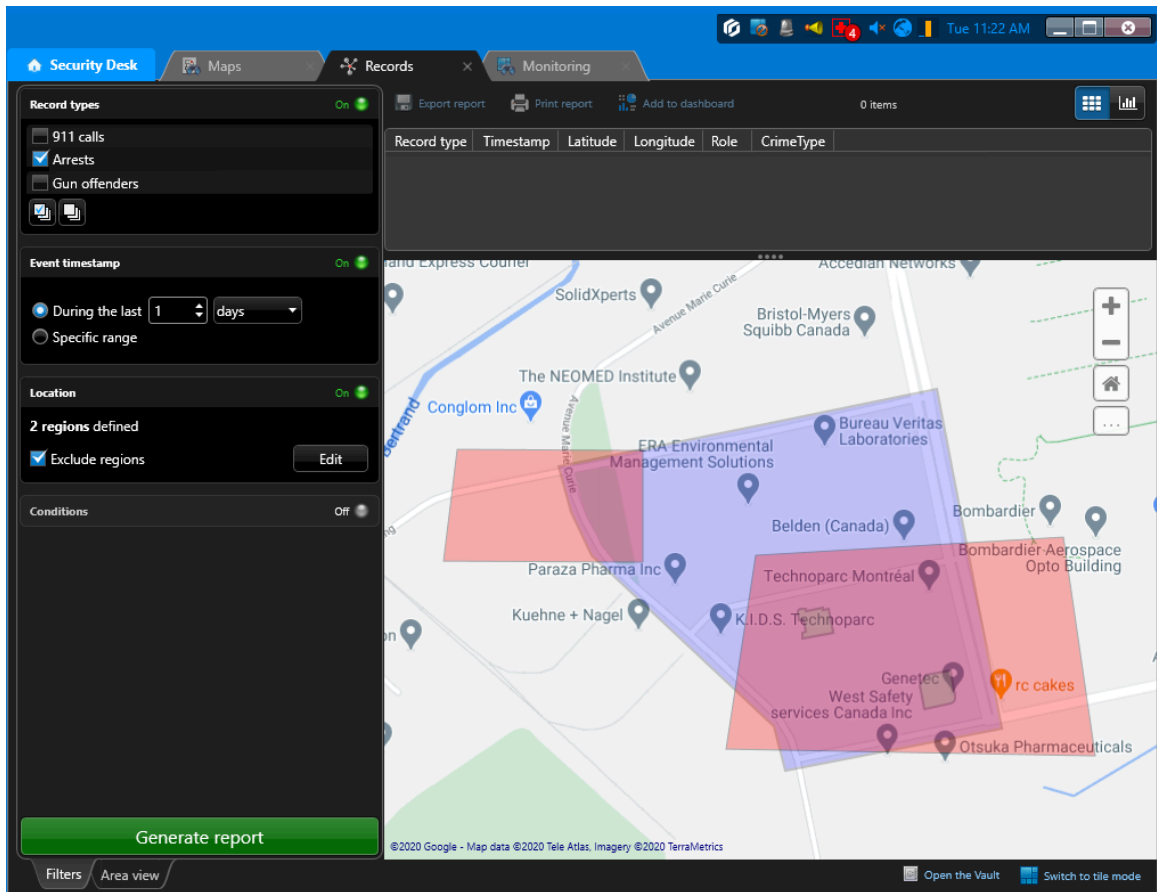 4
Tue 11:22 AM
Security Desk
Maps
Records
Monitoring
Record types
On
911 calls
Arrests
Gun offenders
Event timestamp
On
During the last 1 days
Specific range
Location
On
2 regions defined
Exclude regions
Edit
Conditions
Off
Generate report
Filters
Area view
Export report
Print report
Add to dashboard
0 items
Record type Timestamp Latitude Longitude Role CrimeType
and Express Courier
Accedian Networks
SolidXperts
Avenue Marie Curie
Bristol-Myers
Squibb Canada
The NEOMED Institute
Conglom Inc
Bertrand
Avenue Marie Curie
Bureau Veritas
Laboratories
ERA Environmental
Management Solutions
Belden (Canada)
Bombardier
Bombardier Aerospace
Opto Building
Paraza Pharma Inc
Technoparc Montréal
Kuehne + Nagel
K.I.D.S. Technoparc
on
Genetec
rc cakes
West Safety
services Canada Inc
Otsuka Pharmaceuticals
©2020 Google - Map data ©2020 Tele Atlas, Imagery ©2020 TerraMetrics
Open the Vault
Switch to tile mode